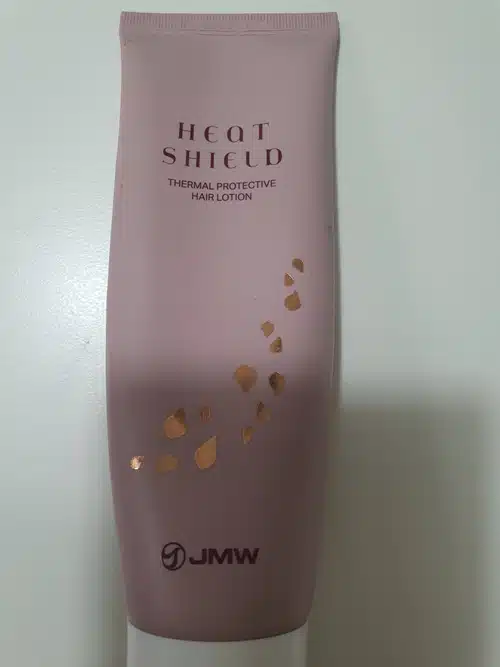 HEAT
SHIELD
THERMAL PROTECTIVE
HAIR LOTION
JMW